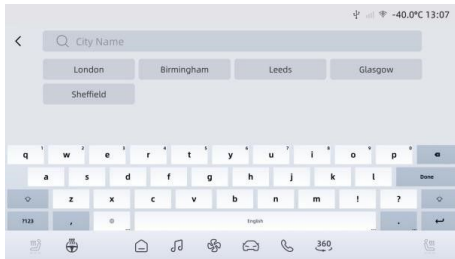 -40.0°C 13:07
City Name
London Birmingham Leeds Glasgow
Sheffield
q w e r t y u i o p
a s d f g h j k l Done
z x c v b n m ! ?
?123 , English .
360